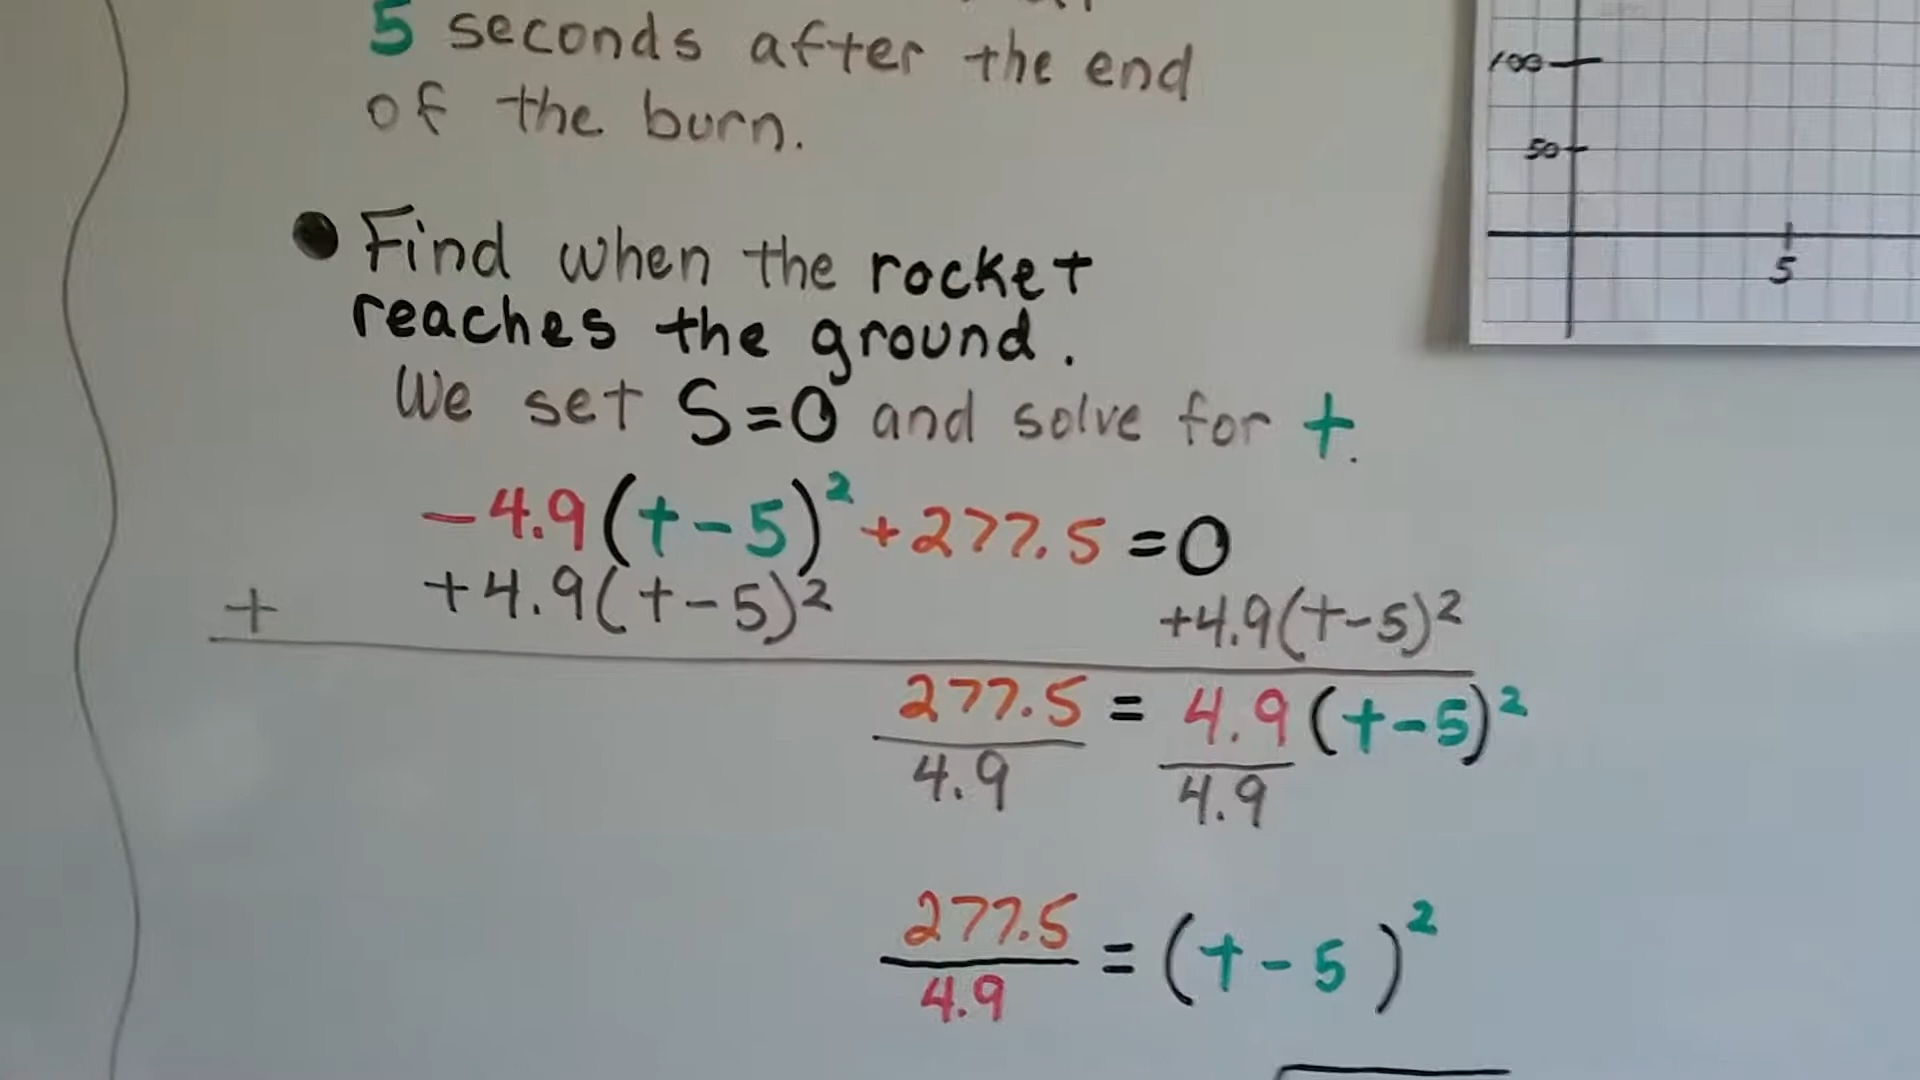 5 seconds after the end
of the burn.
100
50
5
● Find when the rocket
reaches the ground.
We set S=0 and solve for t.
-4.9(t-5)² + 277.5 = 0
+ +4.9(t-5)² +4.9(t-5)²
277.5 = 4.9(t-5)²
4.9 4.9
277.5 = (t-5)²
4.9